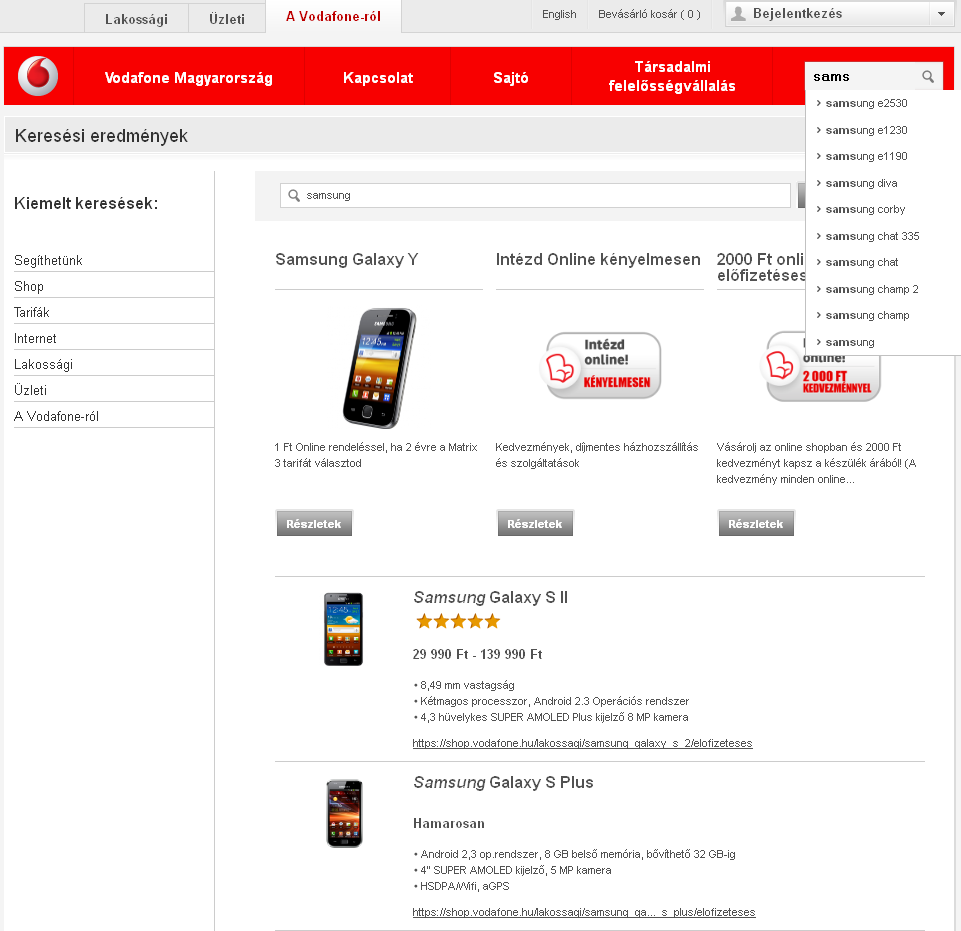 Lakossági
Üzleti
A Vodafone-ról
English
Bevásárló kosár ( 0 )
Bejelentkezés
Vodafone Magyarország
Kapcsolat
Sajtó
Társadalmi
felelősségvállalás
sams
samsung e2530
samsung e1230
samsung e1190
samsung diva
samsung corby
samsung chat 335
samsung chat
samsung champ 2
samsung champ
samsung
Keresési eredmények
Kiemelt keresések:
Segíthetünk
Shop
Tarifák
Internet
Lakossági
Üzleti
A Vodafone-ról
samsung
Samsung Galaxy Y
1 Ft Online rendeléssel, ha 2 évre a Matrix
3 tarifát választod
Részletek
Intézd Online kényelmesen
Intézd
online!
KÉNYELMESEN
Kedvezmények, díjmentes házhozszállítás
és szolgáltatások
Részletek
2000 Ft onli
előfizetéses
online!
2 000 FT
KEDVEZMÉNNYEL
Vásárolj az online shopban és 2000 Ft
kedvezményt kapsz a készülék árából! (A
kedvezmény minden online...
Részletek
Samsung Galaxy S II
29 990 Ft - 139 990 Ft
• 8,49 mm vastagság
• Kétmagos processzor, Android 2.3 Operációs rendszer
• 4,3 hüvelykes SUPER AMOLED Plus kijelző 8 MP kamera
https://shop.vodafone.hu/lakossagi/samsung_galaxy_s_2/elofizeteses
Samsung Galaxy S Plus
Hamarosan
• Android 2,3 op.rendszer, 8 GB belső memória, bővíthető 32 GB-ig
• 4" SUPER AMOLED kijelző, 5 MP kamera
• HSDPA/Wifi, aGPS
https://shop.vodafone.hu/lakossagi/samsung_ga..._s_plus/elofizeteses